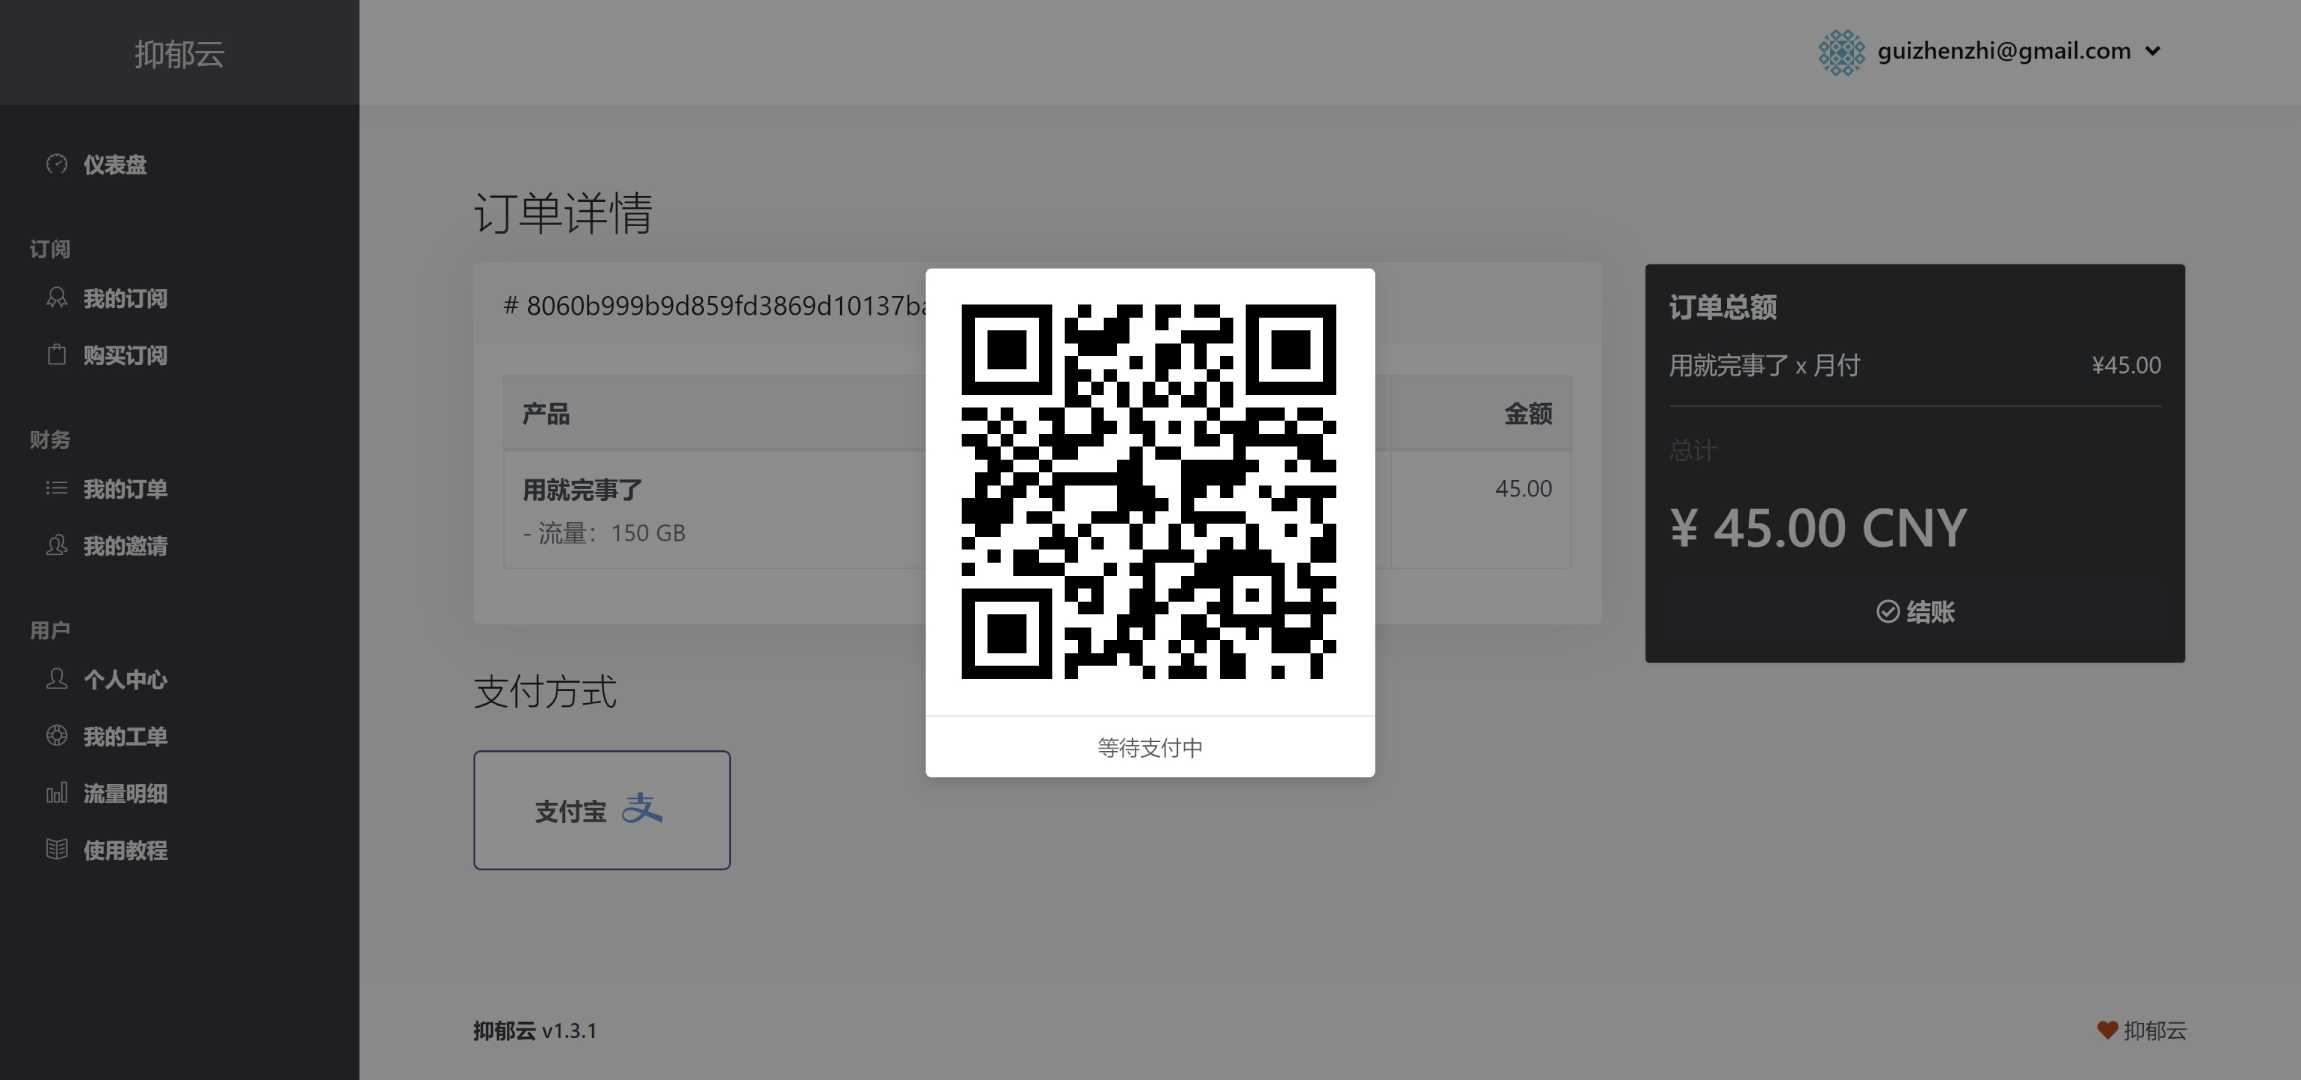 抑郁云
guizhenzhi@gmail.com
仪表盘
订阅
我的订阅
购买订阅
财务
我的订单
我的邀请
用户
个人中心
我的工单
流量明细
使用教程
订单详情
# 8060b999b9d859fd3869d10137ba
产品
金额
用就完事了
45.00
- 流量：150 GB
支付方式
支付宝 支
等待支付中
订单总额
用就完事了 x 月付
¥45.00
总计
¥ 45.00 CNY
结账
抑郁云 v1.3.1
抑郁云